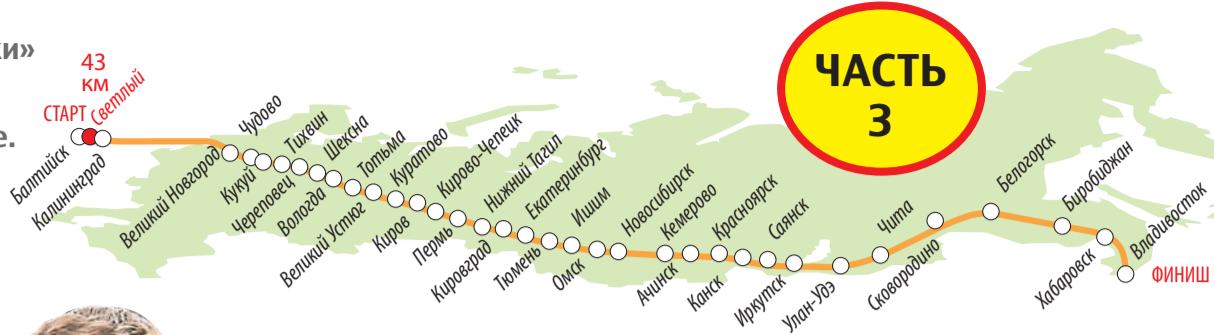 ки»
е.
ЧАСТЬ
3
43
км
СТАРТ
Светлый
Балтийск
Калининград
Великий Новгород
Чудово
Кукуй
Тихвин
Череповец
Шексна
Вологда
Тотьма
Великий Устюг
Куратово
Киров
Кирово-Чепецк
Пермь
Нижний Тагил
Кировград
Екатеринбург
Тюмень
Ишим
Омск
Новосибирск
Ачинск
Кемерово
Канск
Красноярск
Иркутск
Саянск
Улан-Удэ
Чита
Сковородино
Белогорск
Хабаровск
Биробиджан
Владивосток
ФИНИШ